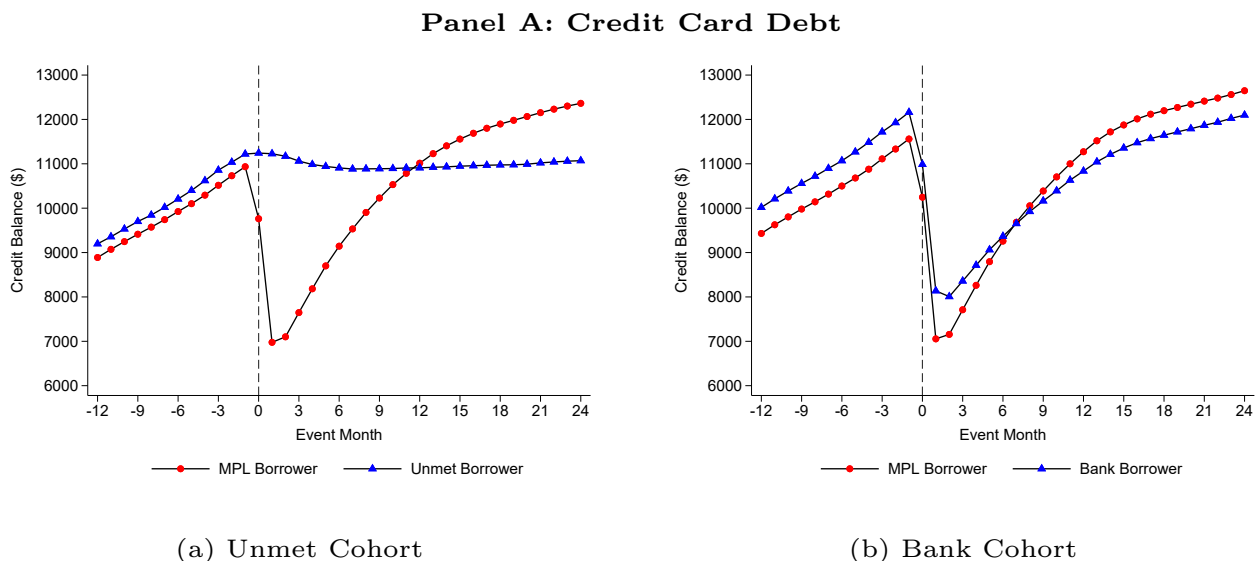 Panel A: Credit Card Debt
13000
12000
11000
10000
9000
8000
7000
6000
Credit Balance ($)
-12 -9 -6 -3 0 3 6 9 12 15 18 21 24
Event Month
MPL Borrower Unmet Borrower
(a) Unmet Cohort
13000
12000
11000
10000
9000
8000
7000
6000
Credit Balance ($)
-12 -9 -6 -3 0 3 6 9 12 15 18 21 24
Event Month
MPL Borrower Bank Borrower
(b) Bank Cohort